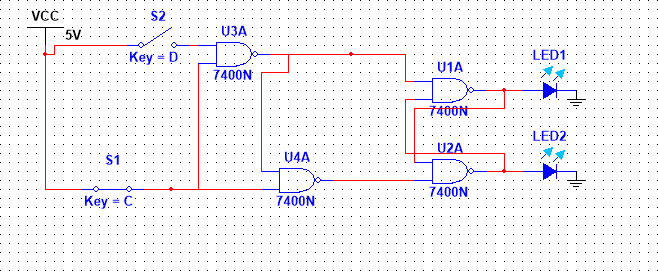 VCC
5V
S2
Key = D
U3A
7400N
U1A
7400N
LED1
U2A
7400N
LED2
S1
Key = C
U4A
7400N